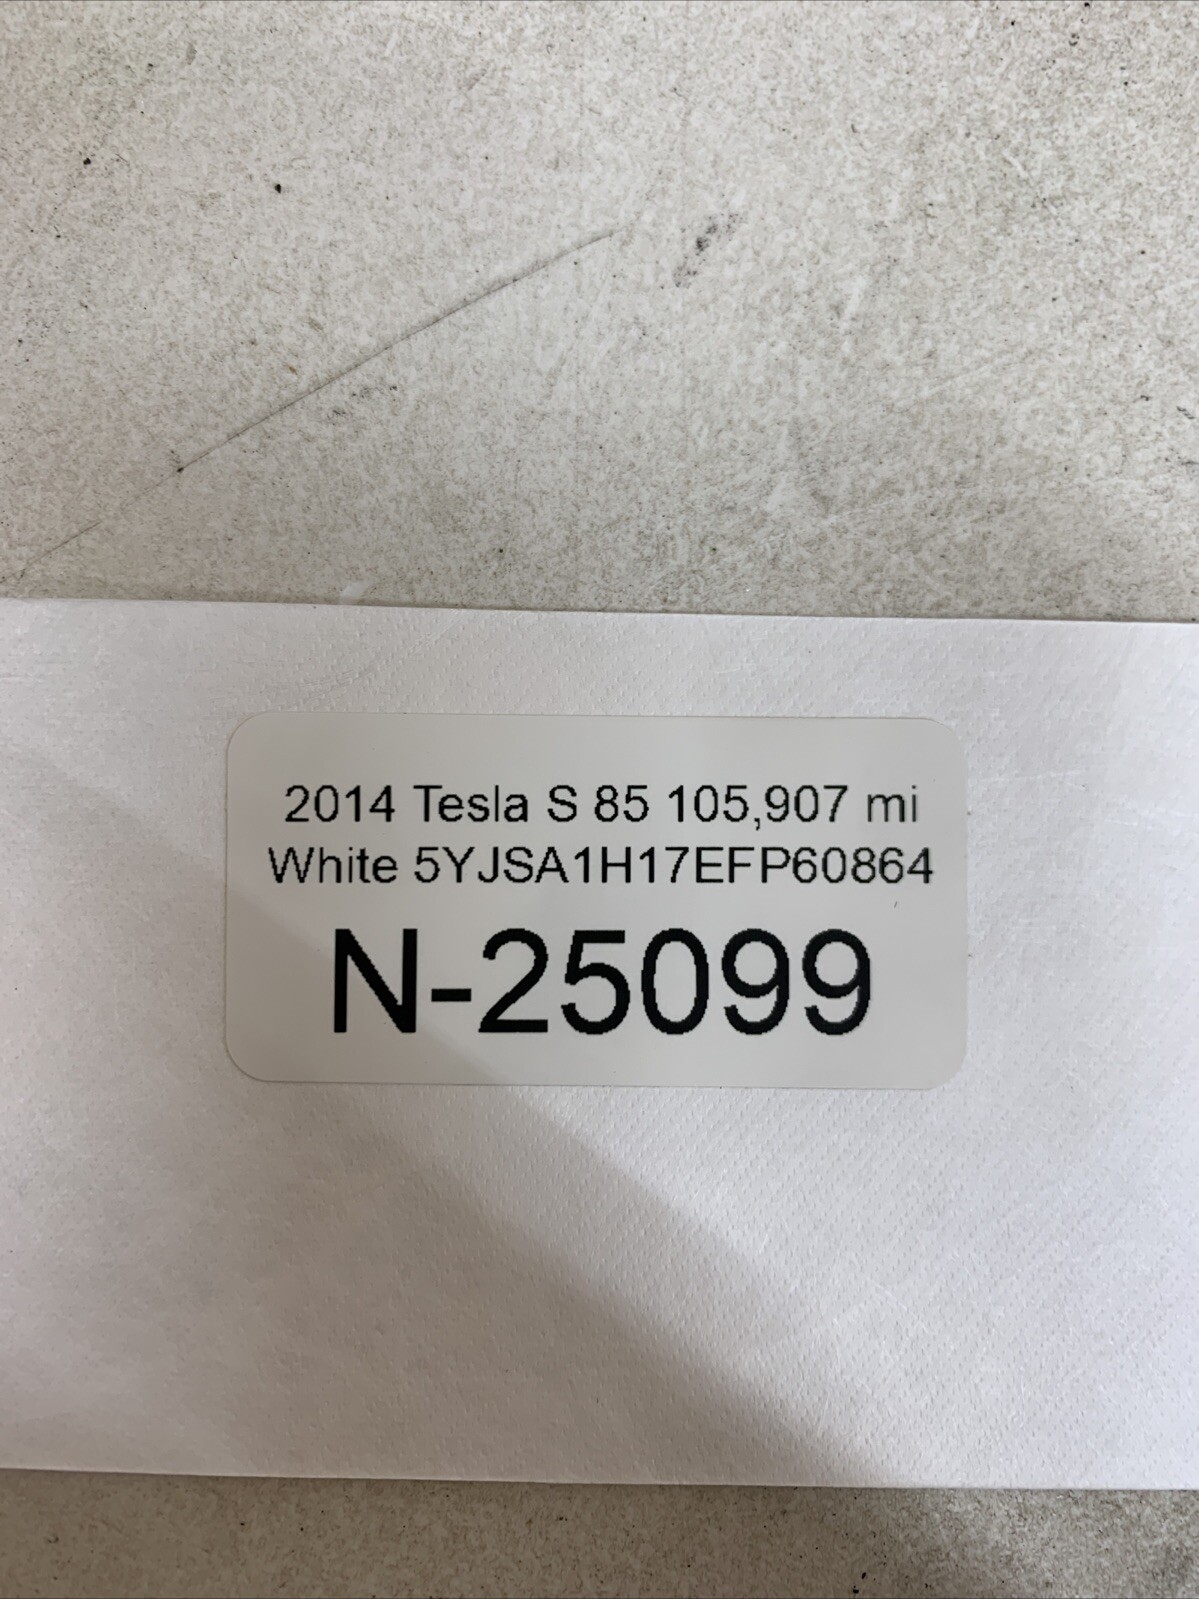 2014 Tesla S 85 105,907 mi
White 5YJSA1H17EFP60864
N-25099